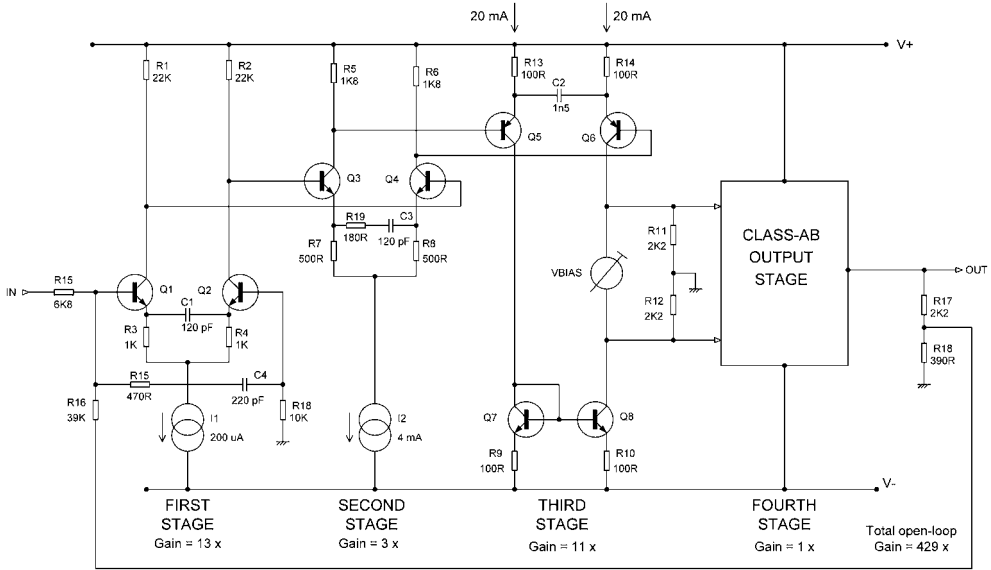 20 mA
20 mA
V+
R1
22K
R2
22K
R5
1K8
R6
1K8
R13
100R
R14
100R
C2
1n5
Q5
Q6
Q3
Q4
R19
180R
C3
120 pF
R7
500R
R8
500R
R11
2K2
R12
2K2
VBIAS
CLASS-AB
OUTPUT
STAGE
IN
R15
6K8
Q1
Q2
C1
120 pF
R3
1K
R4
1K
OUT
R17
2K2
R18
390R
R15
470R
C4
220 pF
R16
39K
R18
10K
I1
200 uA
I2
4 mA
Q7
Q8
R9
100R
R10
100R
V-
FIRST
STAGE
Gain = 13 x
SECOND
STAGE
Gain = 3 x
THIRD
STAGE
Gain = 11 x
FOURTH
STAGE
Gain = 1 x
Total open-loop
Gain = 429 x